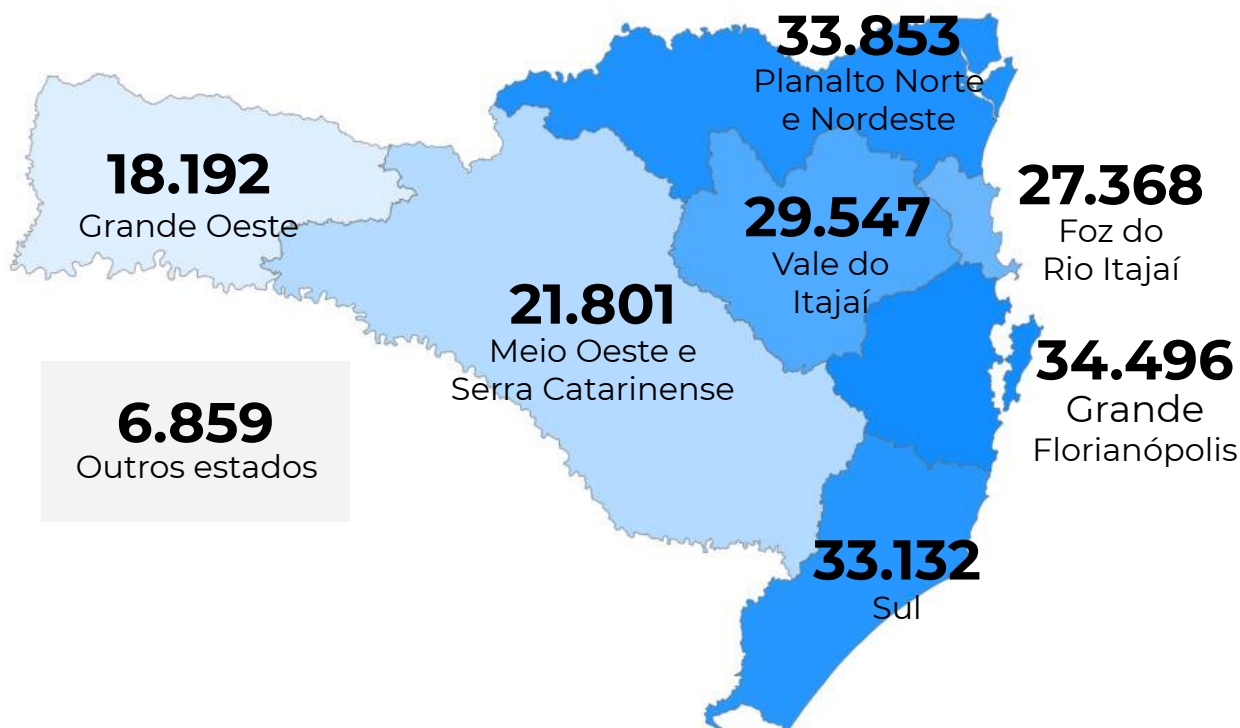 33.853
Planalto Norte
e Nordeste
18.192
Grande Oeste
27.368
Foz do
Rio Itajaí
29.547
Vale do
Itajaí
21.801
Meio Oeste e
Serra Catarinense
34.496
Grande
Florianópolis
6.859
Outros estados
33.132
Sul